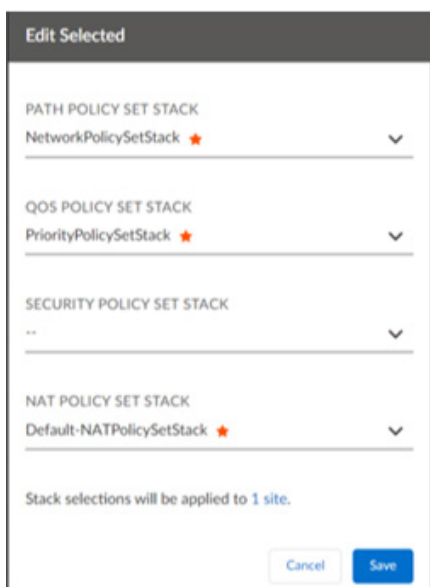 Edit Selected
PATH POLICY SET STACK
NetworkPolicySetStack
QOS POLICY SET STACK
PriorityPolicySetStack
SECURITY POLICY SET STACK
--
NAT POLICY SET STACK
Default-NATPolicySetStack
Stack selections will be applied to 1 site.
Cancel Save